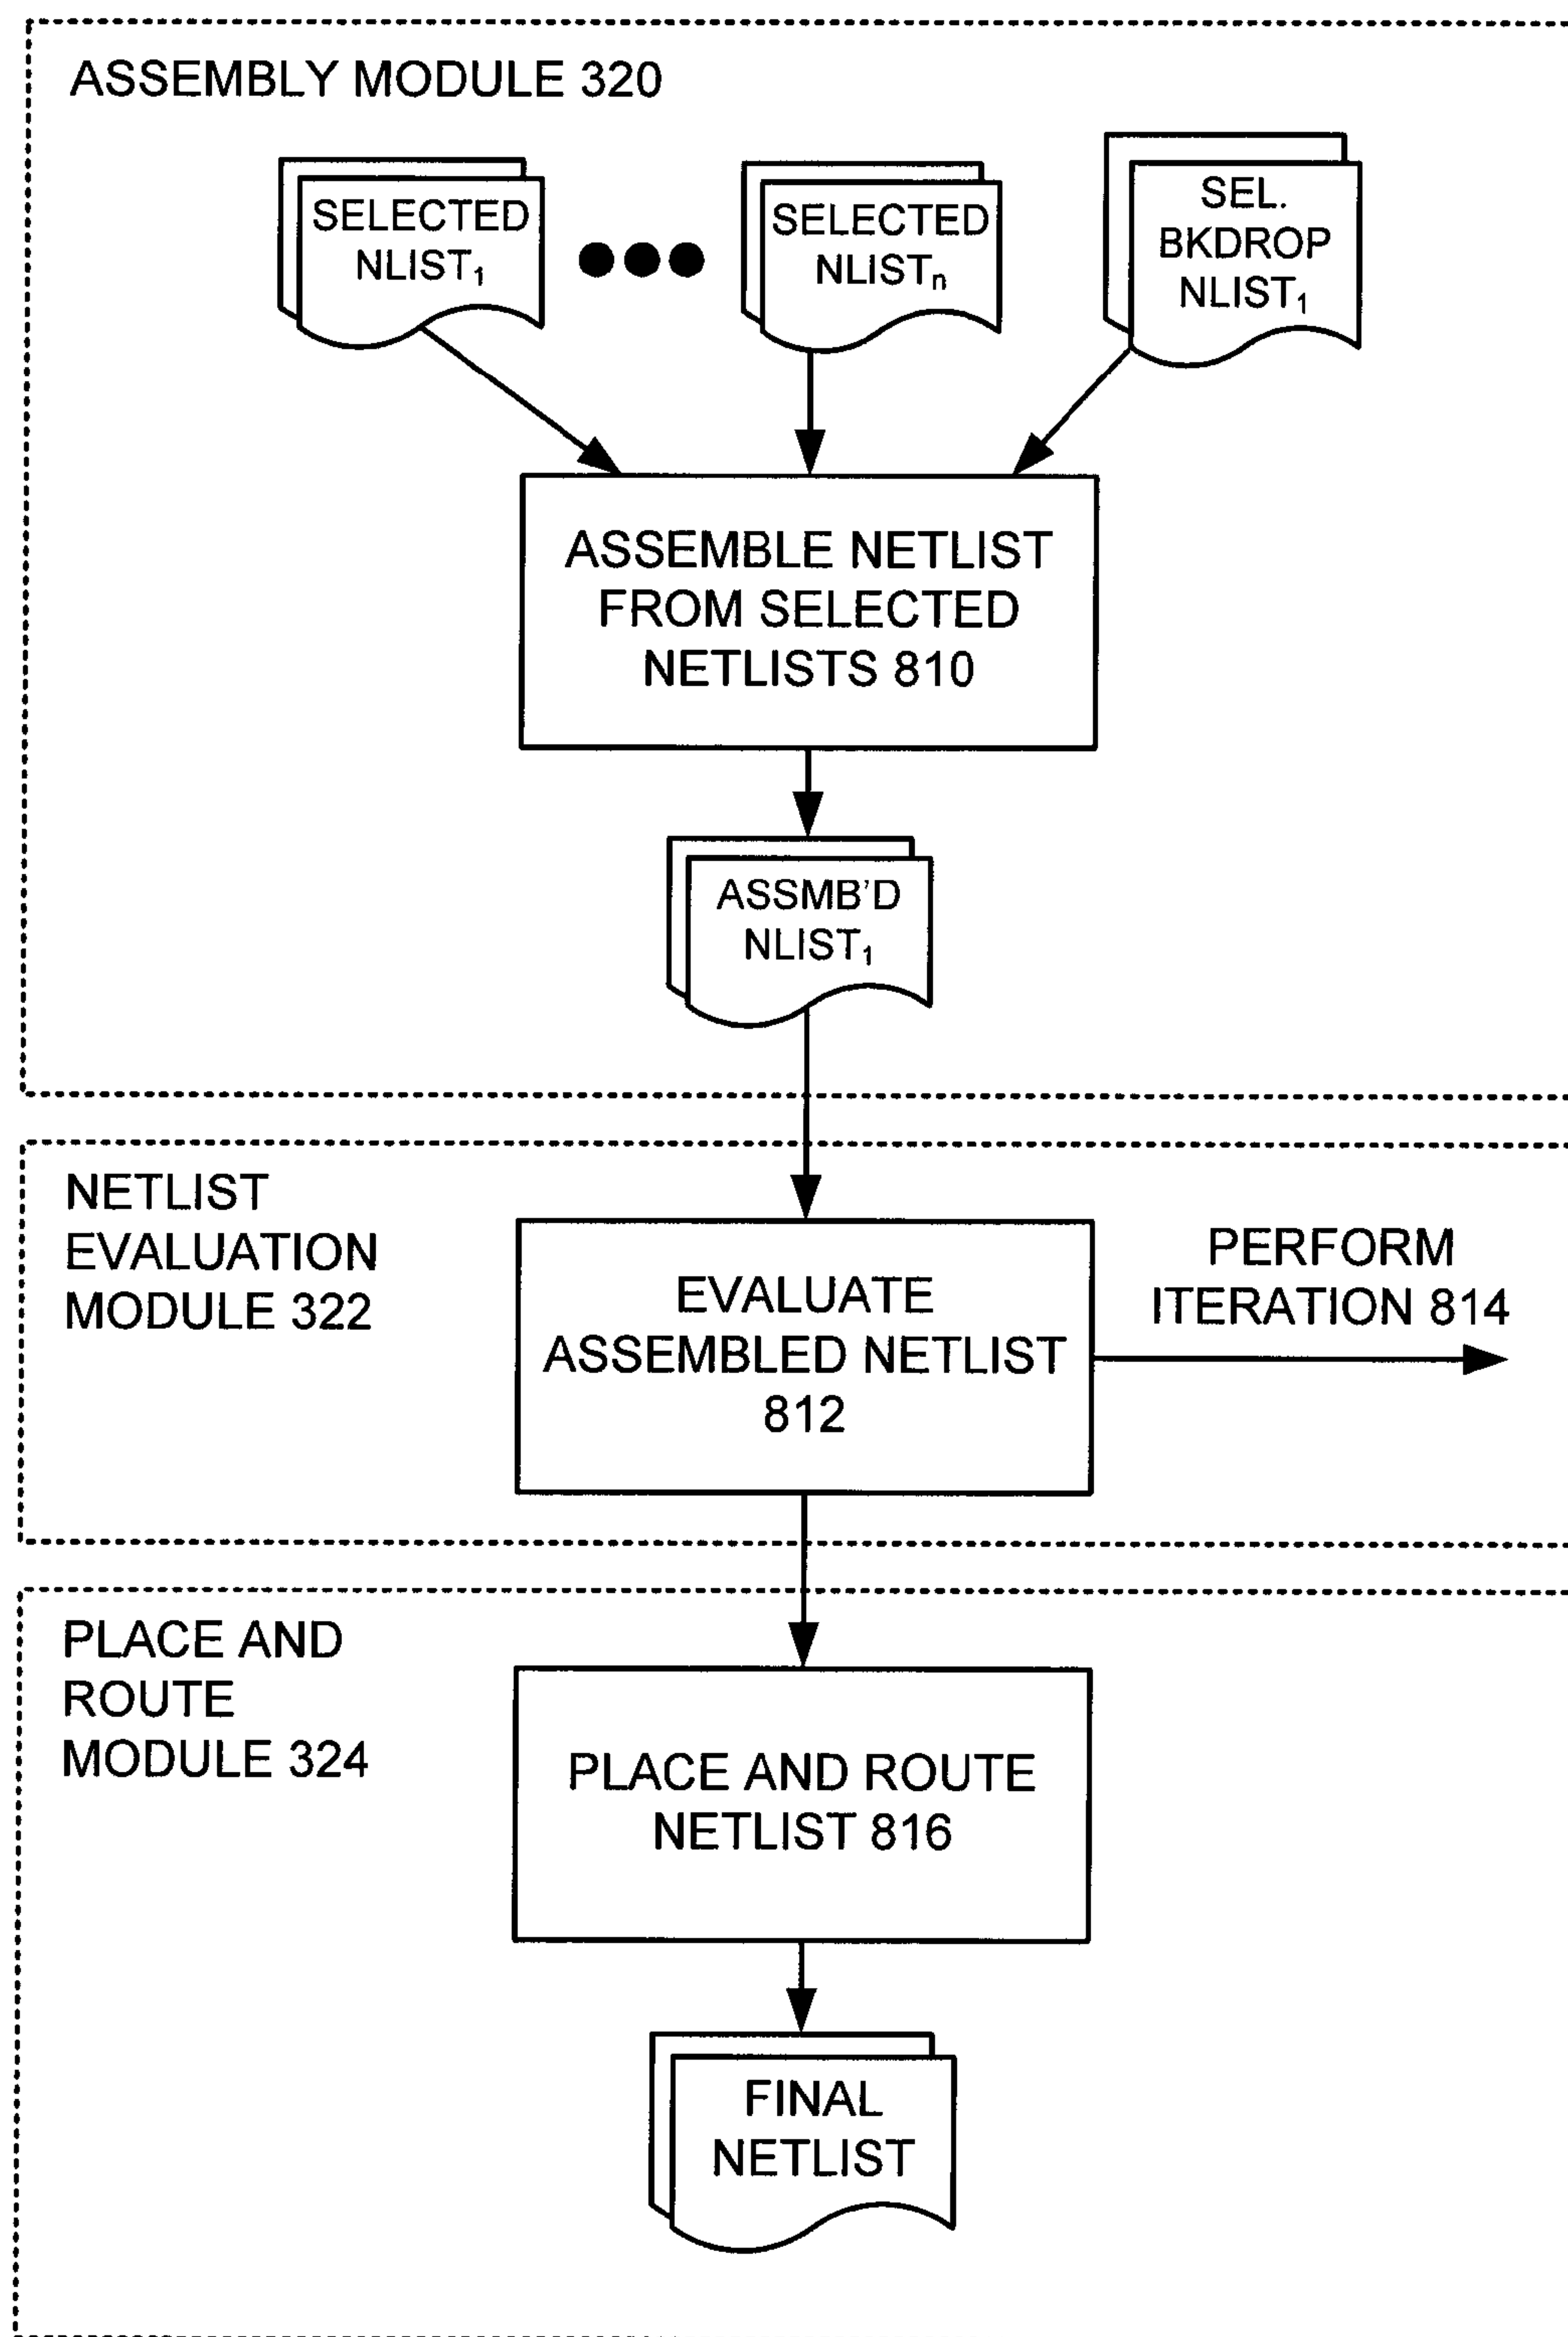 ASSEMBLY MODULE 320
SELECTED
NLIST₁
SELECTED
NLISTₙ
SEL.
BKDROP
NLIST₁
ASSEMBLE NETLIST
FROM SELECTED
NETLISTS 810
ASSMB'D
NLIST₁
NETLIST
EVALUATION
MODULE 322
EVALUATE
ASSEMBLED NETLIST
812
PERFORM
ITERATION 814
PLACE AND
ROUTE
MODULE 324
PLACE AND ROUTE
NETLIST 816
FINAL
NETLIST